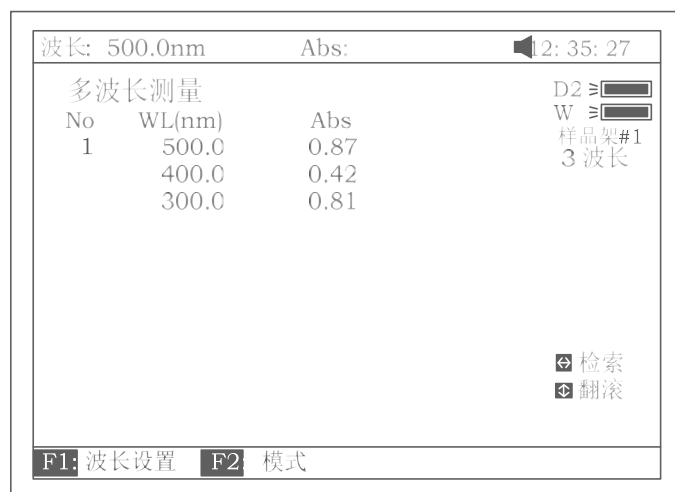 波长: 500.0nm Abs: 12: 35: 27
多波长测量
D2
No WL(nm) Abs
W
1 500.0 0.87
样品架#1
400.0 0.42
3 波长
300.0 0.81
检索
翻滚
F1: 波长设置 F2: 模式